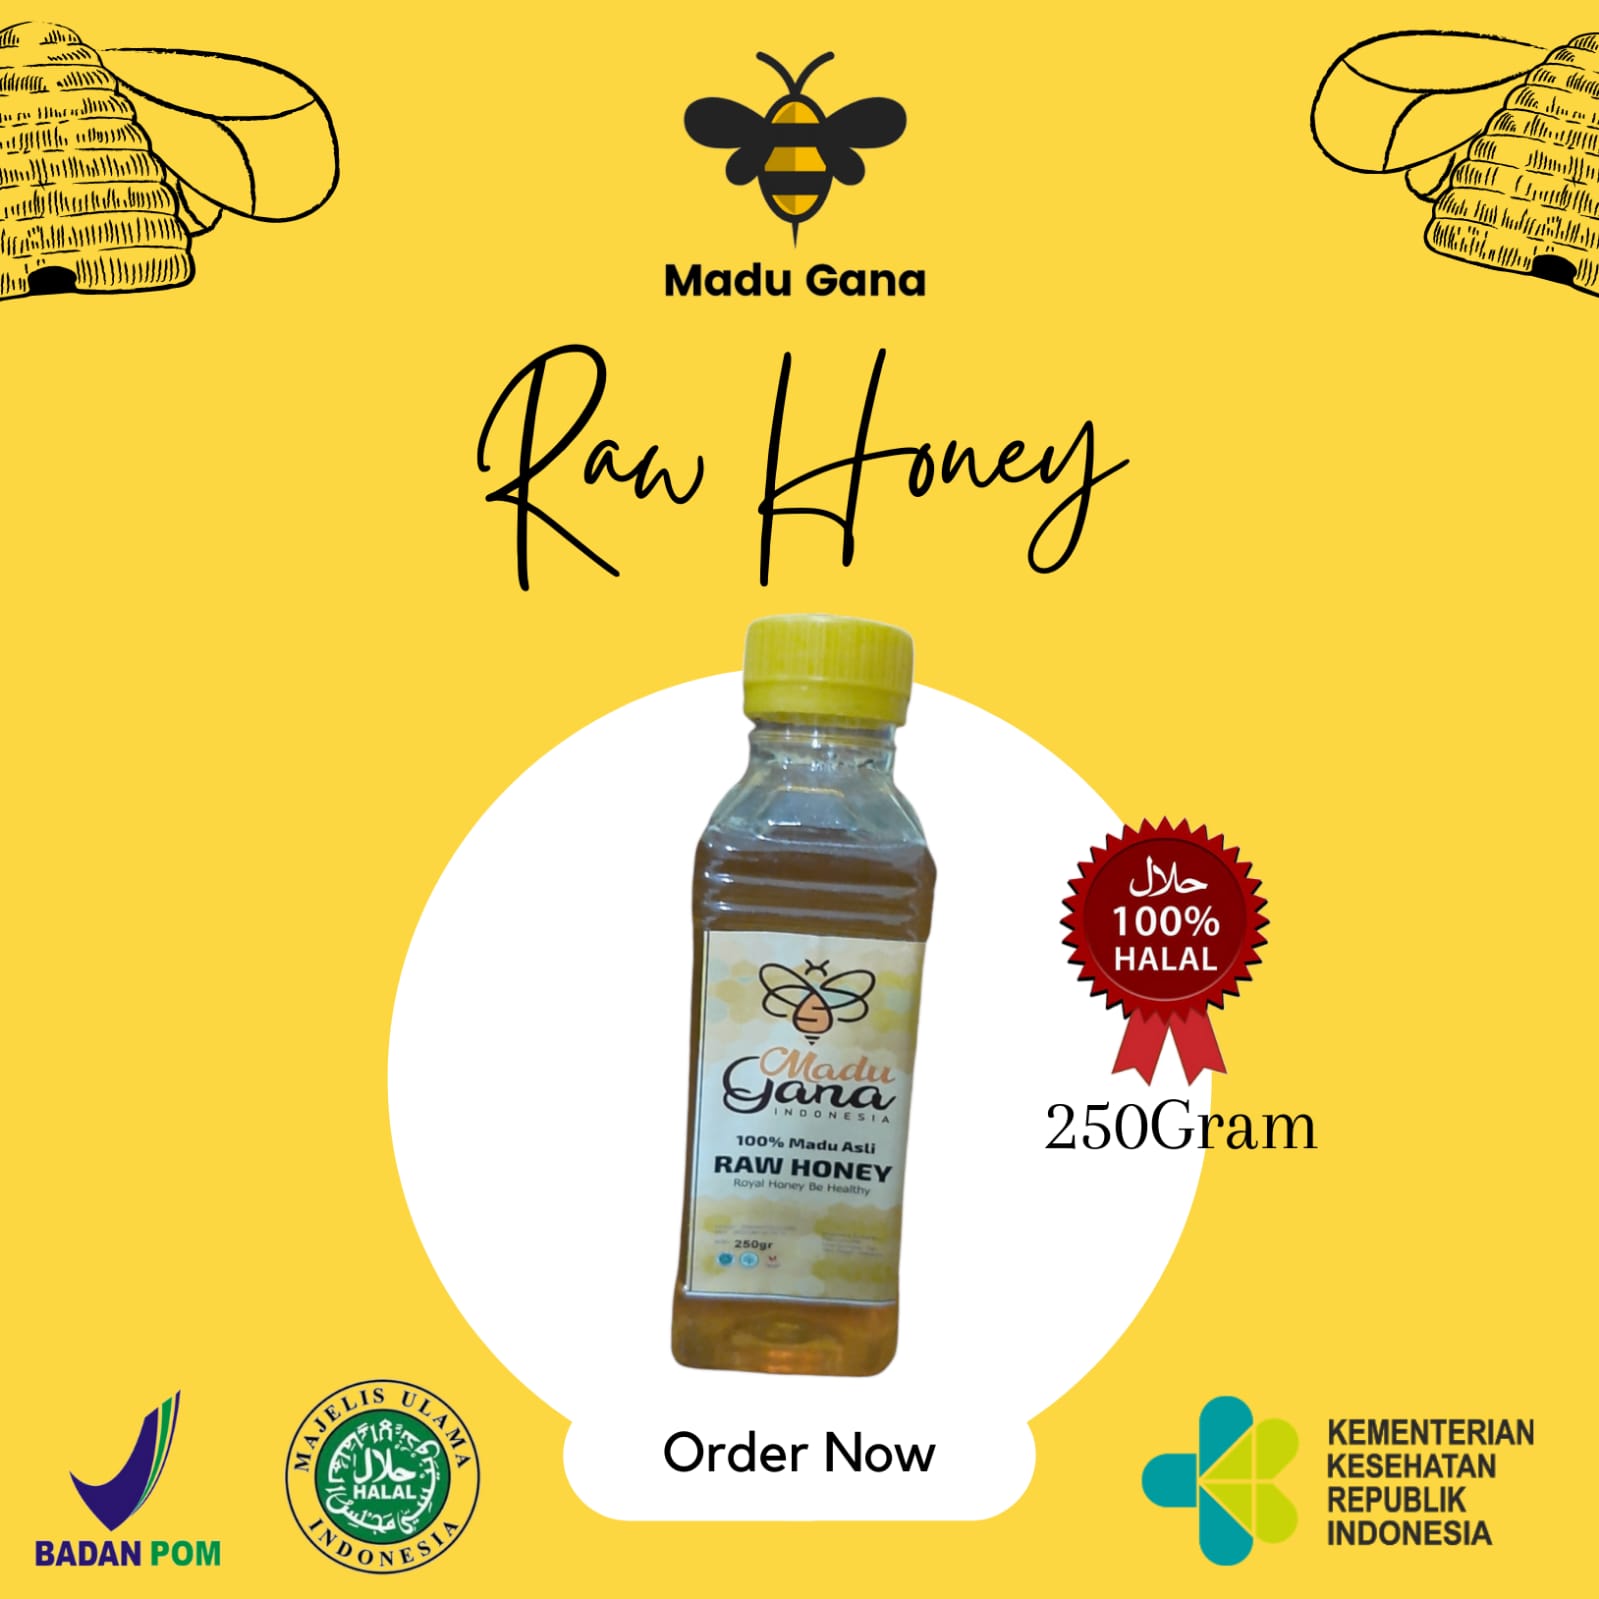 Madu Gana
Raw Honey
حلال
100%
HALAL
250Gram
Madu
Gana
INDONESIA
100% Madu Asli
RAW HONEY
Royal Honey Be Healthy
250gr
Order Now
BADAN POM
MAJELIS ULAMA
حلال
HALAL
INDONESIA
KEMENTERIAN
KESEHATAN
REPUBLIK
INDONESIA